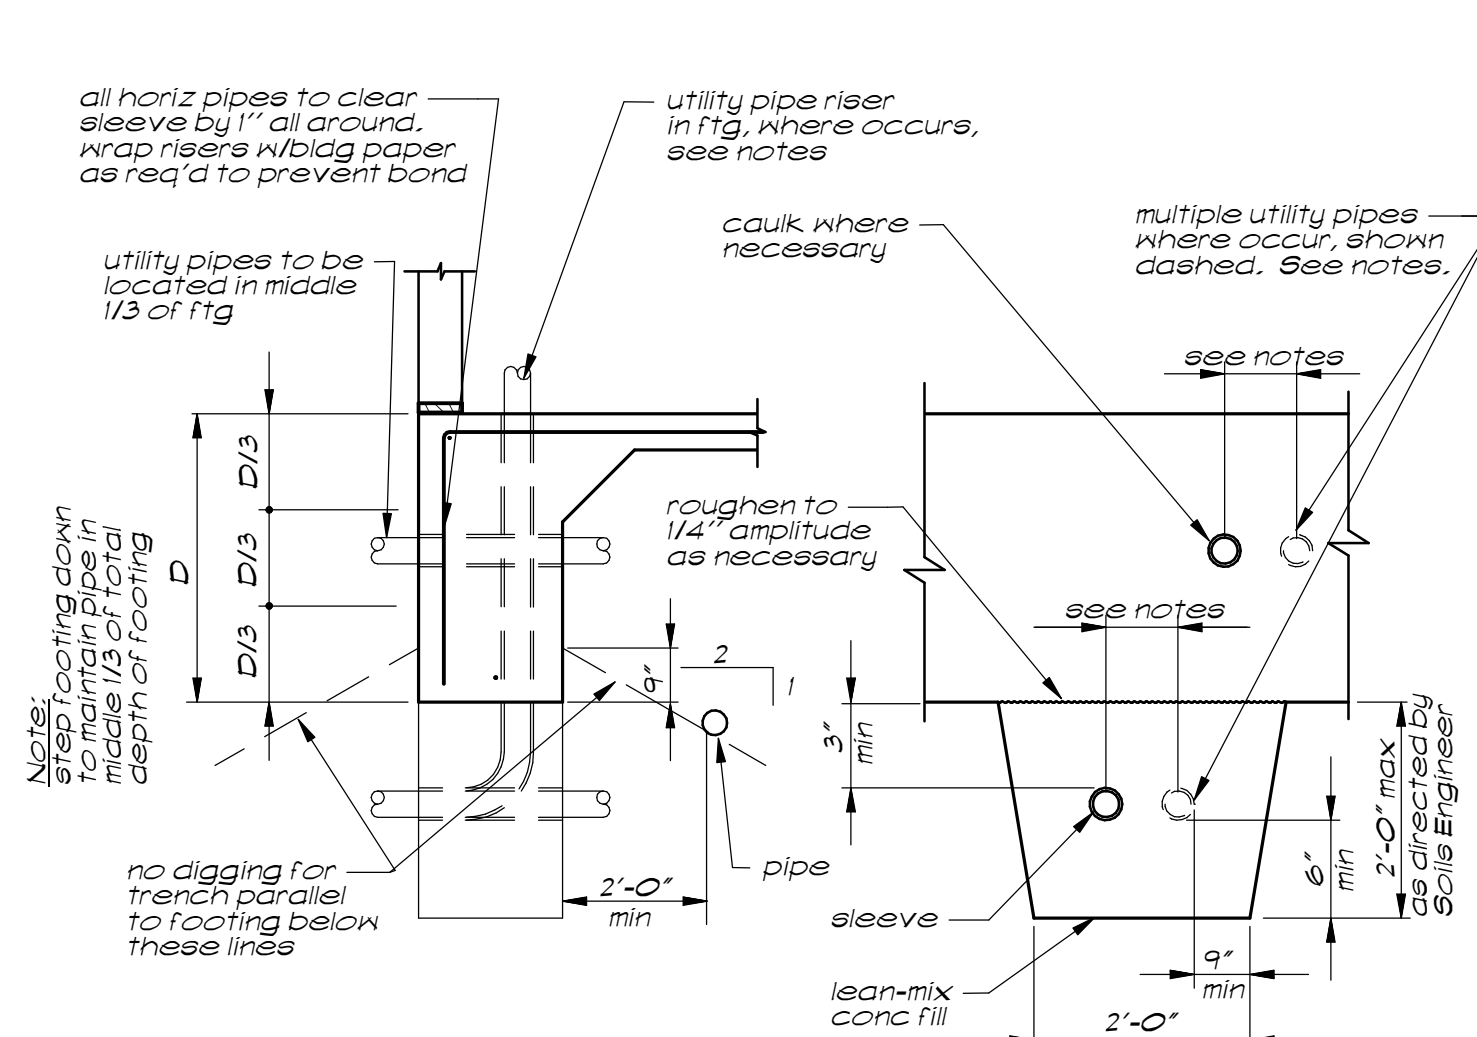 all horiz pipes to clear
sleeve by 1" all around.
wrap risers w/bldg paper
as req'd to prevent bond
utility pipe riser
in ftg, where occurs,
see notes
caulk where
necessary
multiple utility pipes
where occur, shown
dashed. See notes.
utility pipes to be
located in middle
1/3 of ftg
see notes
D/3
D/3
D/3
D
Note:
step footing down
to maintain pipe in
middle 1/3 of total
depth of footing
roughen to
1/4" amplitude
as necessary
see notes
9"
2
1
3"
min
2'-0" max
as directed by
Soils Engineer
6"
min
no digging for
trench parallel
to footing below
these lines
2'-0"
min
pipe
sleeve
lean-mix
conc fill
9"
min
2'-0"